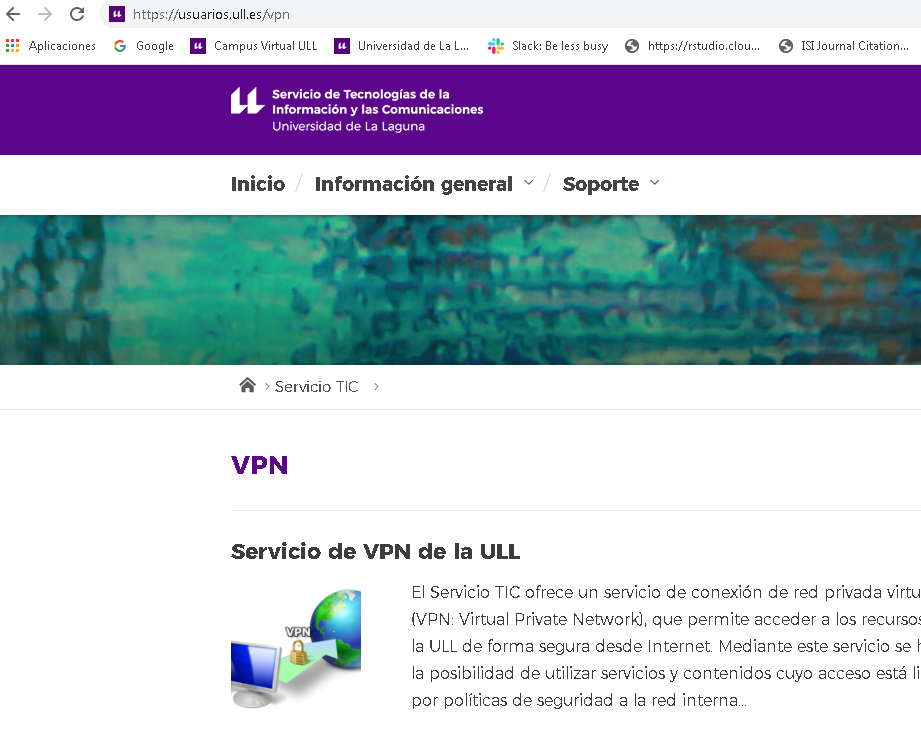 https://usuarios.ull.es/vpn
Aplicaciones Google Campus Virtual ULL Universidad de La L... Slack: Be less busy https://rstudio.clou... ISI Journal Citation...
Servicio de Tecnologías de la
Información y las Comunicaciones
Universidad de La Laguna
Inicio / Información general / Soporte
> Servicio TIC >
VPN
Servicio de VPN de la ULL
VPN
El Servicio TIC ofrece un servicio de conexión de red privada virtu
(VPN: Virtual Private Network), que permite acceder a los recursos
la ULL de forma segura desde Internet. Mediante este servicio se h
la posibilidad de utilizar servicios y contenidos cuyo acceso está li
por políticas de seguridad a la red interna...